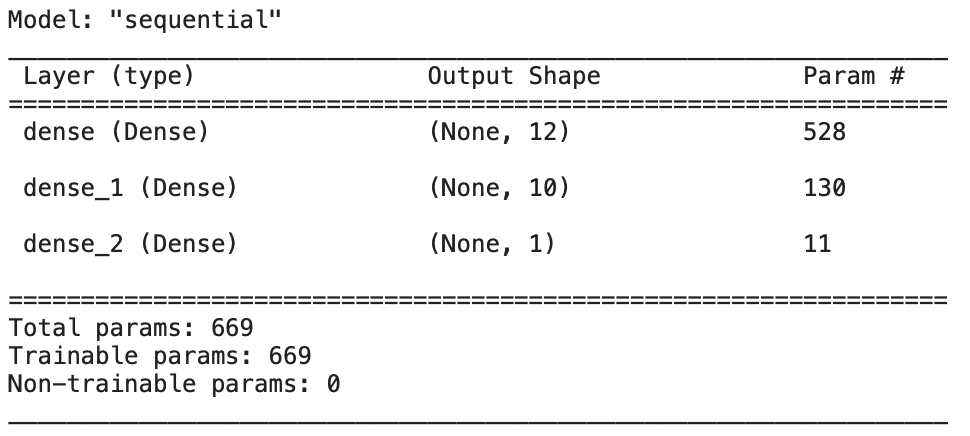 Model: "sequential"
Layer (type) Output Shape Param #
=================================================================
dense (Dense) (None, 12) 528
dense_1 (Dense) (None, 10) 130
dense_2 (Dense) (None, 1) 11
=================================================================
Total params: 669
Trainable params: 669
Non-trainable params: 0